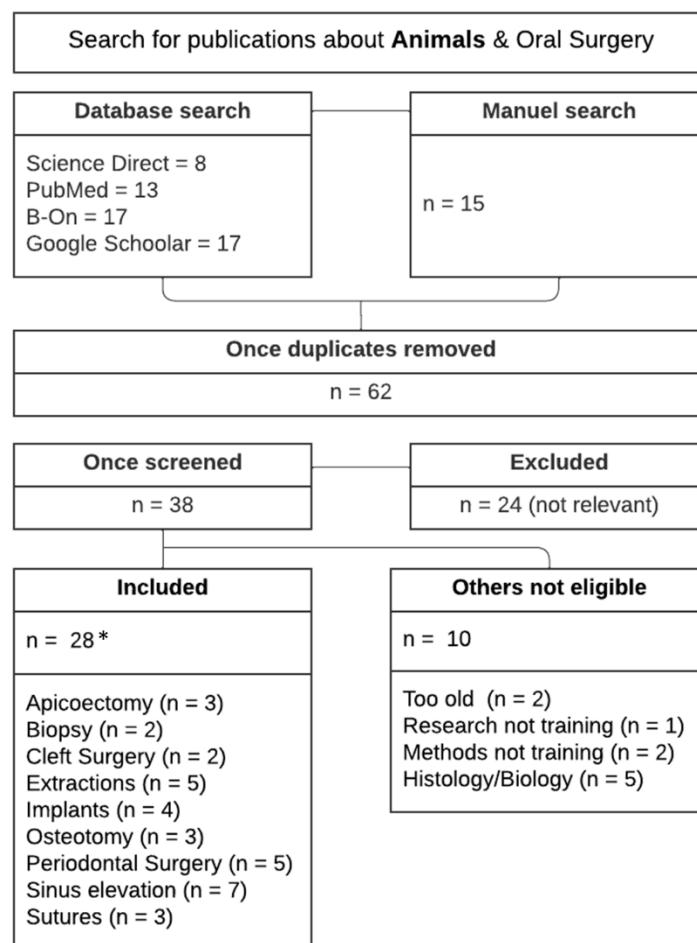 Search for publications about Animals & Oral Surgery
Database search
Science Direct = 8
PubMed = 13
B-On = 17
Google Schoolar = 17
Manuel search
n = 15
Once duplicates removed
n = 62
Once screened
n = 38
Excluded
n = 24 (not relevant)
Included
n = 28*
Apicoectomy (n = 3)
Biopsy (n = 2)
Cleft Surgery (n = 2)
Extractions (n = 5)
Implants (n = 4)
Osteotomy (n = 3)
Periodontal Surgery (n = 5)
Sinus elevation (n = 7)
Sutures (n = 3)
Others not eligible
n = 10
Too old (n = 2)
Research not training (n = 1)
Methods not training (n = 2)
Histology/Biology (n = 5)